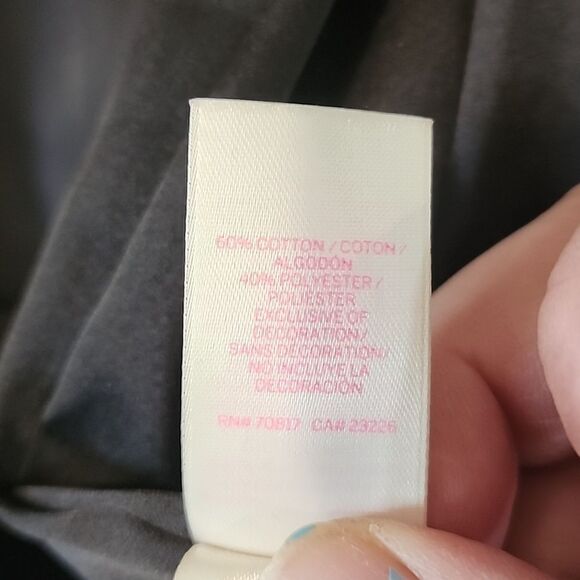 60% COTTON / COTON /
ALGODÓN
40% POLYESTER /
POLIÉSTER
EXCLUSIVE OF
DECORATION /
SANS DÉCORATION /
NO INCLUYE LA
DECORACIÓN
RN# 70817 CA# 23226